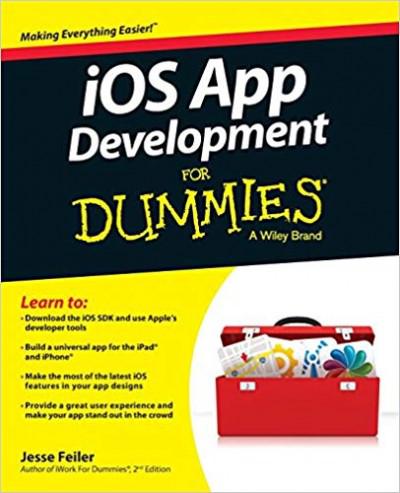 Making Everything Easier!™
iOS App
Development
FOR
DUMMIES®
A Wiley Brand
Learn to:
• Download the iOS SDK and use Apple's
developer tools
• Build a universal app for the iPad®
and iPhone®
• Make the most of the latest iOS
features in your app designs
• Provide a great user experience and
make your app stand out in the crowd
Jesse Feiler
Author of iWork For Dummies®, 2nd Edition